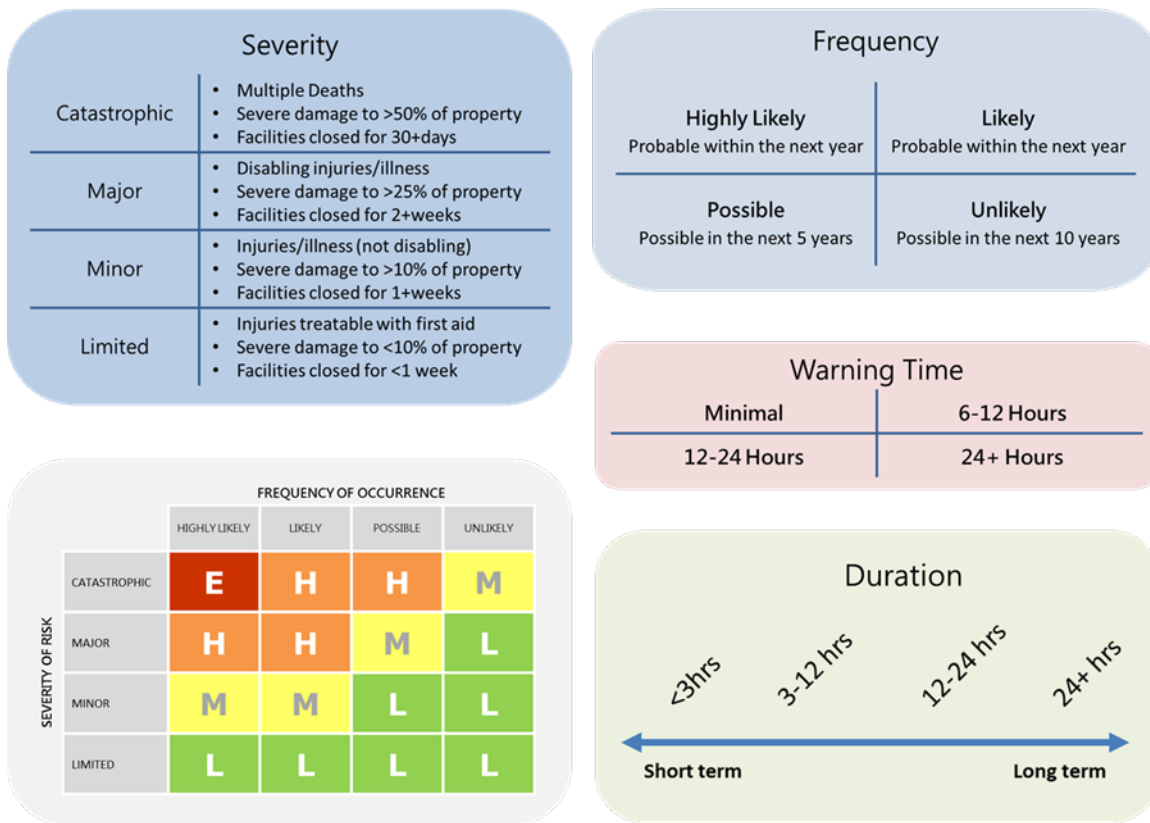 Severity
Catastrophic
• Multiple Deaths
• Severe damage to >50% of property
• Facilities closed for 30+days
Major
• Disabling injuries/illness
• Severe damage to >25% of property
• Facilities closed for 2+weeks
Minor
• Injuries/illness (not disabling)
• Severe damage to >10% of property
• Facilities closed for 1+weeks
Limited
• Injuries treatable with first aid
• Severe damage to <10% of property
• Facilities closed for <1 week
Frequency
Highly Likely
Probable within the next year
Likely
Probable within the next year
Possible
Possible in the next 5 years
Unlikely
Possible in the next 10 years
Warning Time
Minimal
6-12 Hours
12-24 Hours
24+ Hours
FREQUENCY OF OCCURRENCE
HIGHLY LIKELY LIKELY POSSIBLE UNLIKELY
SEVERITY OF RISK
CATASTROPHIC E H H M
MAJOR H H M L
MINOR M M L L
LIMITED L L L L
Duration
<3hrs 3-12 hrs 12-24 hrs 24+ hrs
Short term Long term